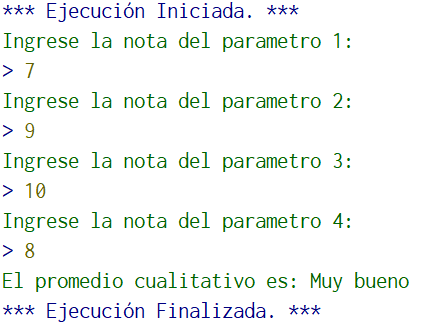 *** Ejecución Iniciada. ***
Ingrese la nota del parametro 1:
> 7
Ingrese la nota del parametro 2:
> 9
Ingrese la nota del parametro 3:
> 10
Ingrese la nota del parametro 4:
> 8
El promedio cualitativo es: Muy bueno
*** Ejecución Finalizada. ***